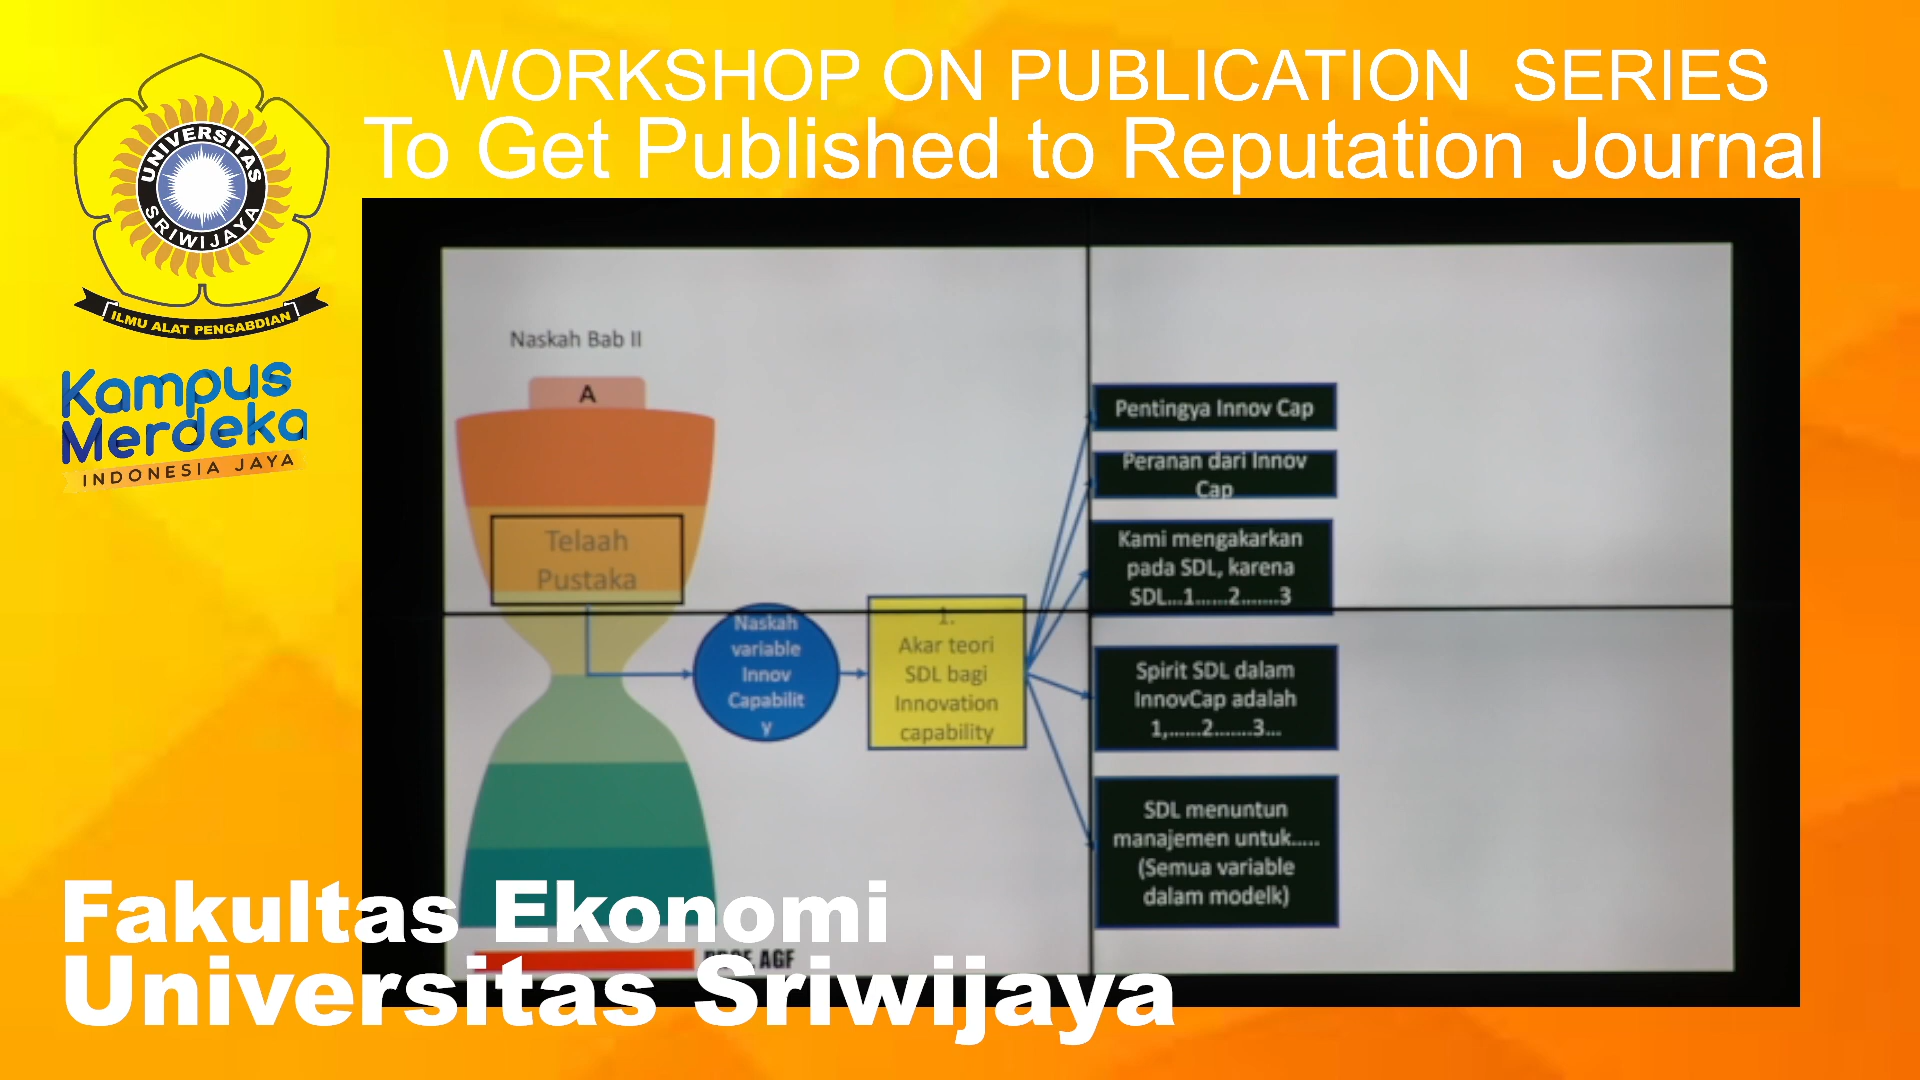 WORKSHOP ON PUBLICATION SERIES
To Get Published to Reputation Journal
UNIVERSITAS
SRIWIJAYA
ILMU ALAT PENGABDIAN
Kampus
Merdeka
INDONESIA JAYA
Naskah Bab II
A
Telaah
Pustaka
Naskah
variable
Innov
Capabilit
y
1.
Akar teori
SDL bagi
Innovation
capability
Pentingya Innov Cap
Peranan dari Innov
Cap
Kami mengakarkan
pada SDL, karena
SDL...1......2.......3
Spirit SDL dalam
InnovCap adalah
1,......2.......3...
SDL menuntun
manajemen untuk.....
(Semua variable
dalam modelk)
PROF AGF
Fakultas Ekonomi
Universitas Sriwijaya